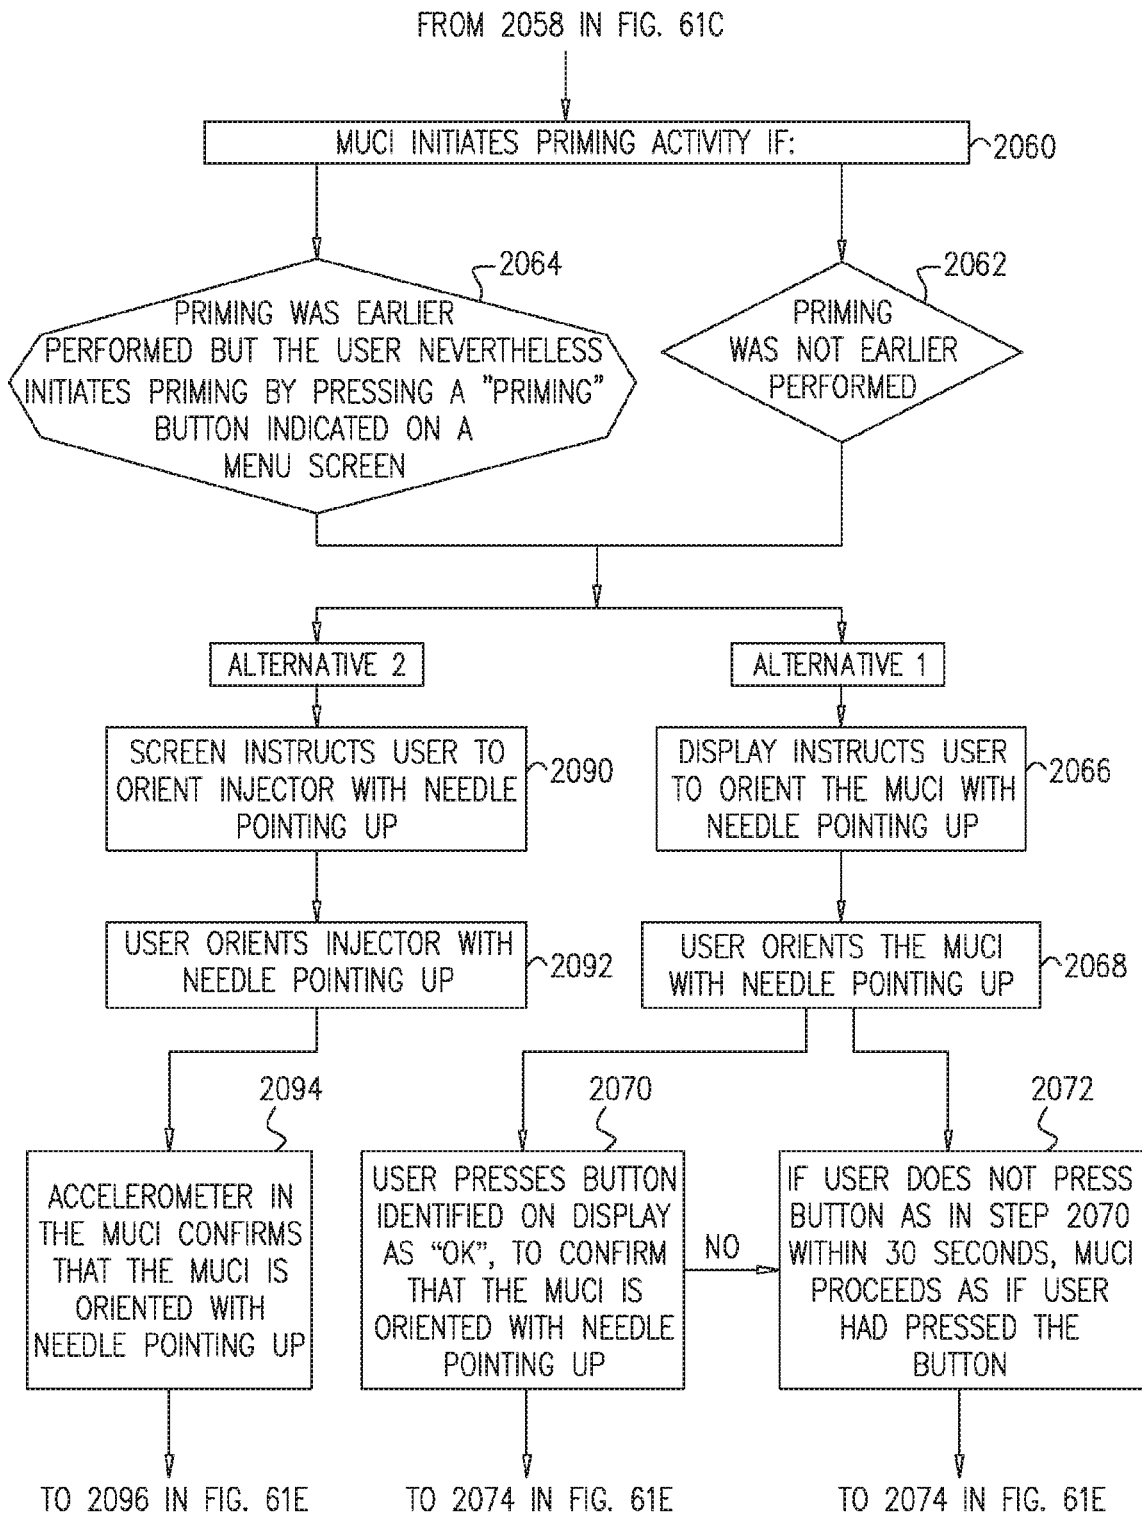 FROM 2058 IN FIG. 61C
MUCI INITIATES PRIMING ACTIVITY IF:
2060
2064
PRIMING WAS EARLIER
PERFORMED BUT THE USER NEVERTHELESS
INITIATES PRIMING BY PRESSING A "PRIMING"
BUTTON INDICATED ON A
MENU SCREEN
2062
PRIMING
WAS NOT EARLIER
PERFORMED
ALTERNATIVE 2
ALTERNATIVE 1
SCREEN INSTRUCTS USER TO
ORIENT INJECTOR WITH NEEDLE
POINTING UP
2090
DISPLAY INSTRUCTS USER
TO ORIENT THE MUCI WITH
NEEDLE POINTING UP
2066
USER ORIENTS INJECTOR WITH
NEEDLE POINTING UP
2092
USER ORIENTS THE MUCI
WITH NEEDLE POINTING UP
2068
2094
ACCELEROMETER IN
THE MUCI CONFIRMS
THAT THE MUCI IS
ORIENTED WITH
NEEDLE POINTING UP
2070
USER PRESSES BUTTON
IDENTIFIED ON DISPLAY
AS “OK”, TO CONFIRM
THAT THE MUCI IS
ORIENTED WITH NEEDLE
POINTING UP
NO
2072
IF USER DOES NOT PRESS
BUTTON AS IN STEP 2070
WITHIN 30 SECONDS, MUCI
PROCEEDS AS IF USER
HAD PRESSED THE
BUTTON
TO 2096 IN FIG. 61E
TO 2074 IN FIG. 61E
TO 2074 IN FIG. 61E